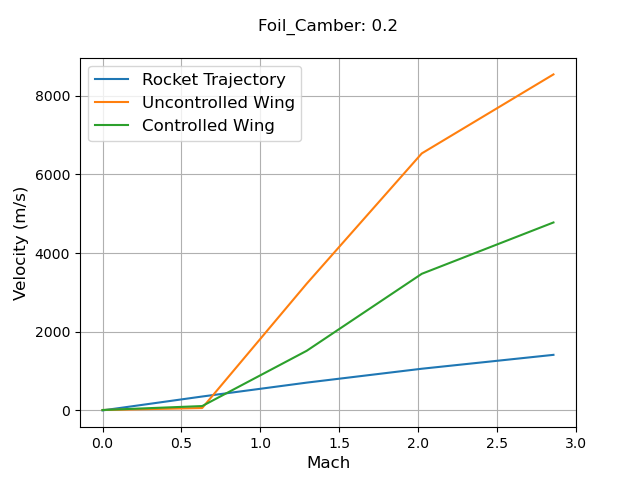 Foil_Camber: 0.2
Rocket Trajectory
Uncontrolled Wing
Controlled Wing
8000
6000
4000
2000
0
Velocity (m/s)
0.0 0.5 1.0 1.5 2.0 2.5 3.0
Mach